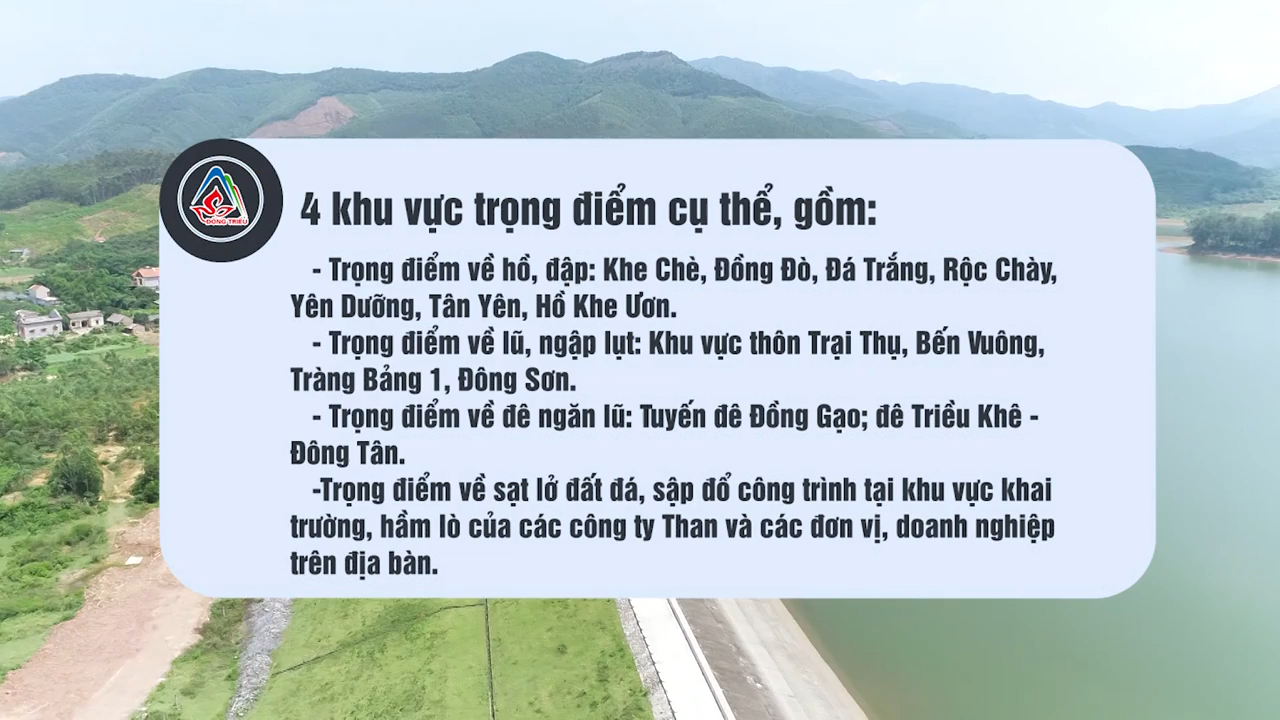 ĐÔNG TRIỀU
4 khu vực trọng điểm cụ thể, gồm:
- Trọng điểm về hồ, đập: Khe Chè, Đồng Đò, Đá Trắng, Rộc Chày,
Yên Dưỡng, Tân Yên, Hồ Khe Ươn.
- Trọng điểm về lũ, ngập lụt: Khu vực thôn Trại Thụ, Bến Vuông,
Tràng Bảng 1, Đông Sơn.
- Trọng điểm về đê ngăn lũ: Tuyến đê Đồng Gạo; đê Triều Khê -
Đông Tân.
-Trọng điểm về sạt lở đất đá, sập đổ công trình tại khu vực khai
trường, hầm lò của các công ty Than và các đơn vị, doanh nghiệp
trên địa bàn.